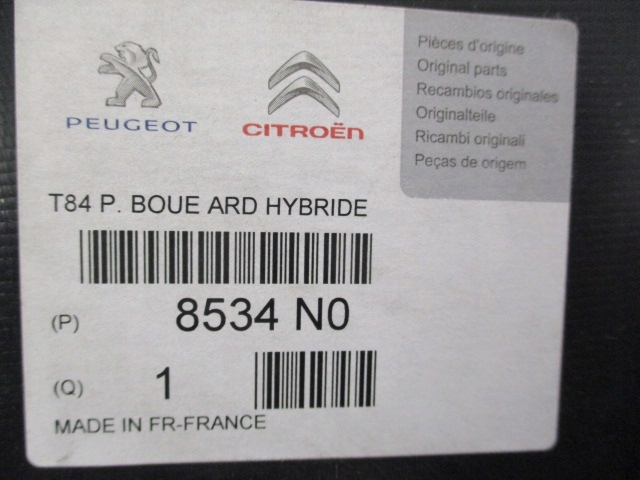 PEUGEOT
CITROËN
Pièces d'origine
Original parts
Recambios originales
Originalteile
Ricambi originali
Peças de origem
T84 P. BOUE ARD HYBRIDE
(P) 8534 N0
(Q) 1
MADE IN FR-FRANCE